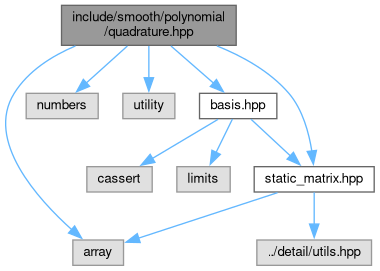 include/smooth/polynomial
/quadrature.hpp
numbers
utility
basis.hpp
cassert
limits
static_matrix.hpp
array
../detail/utils.hpp